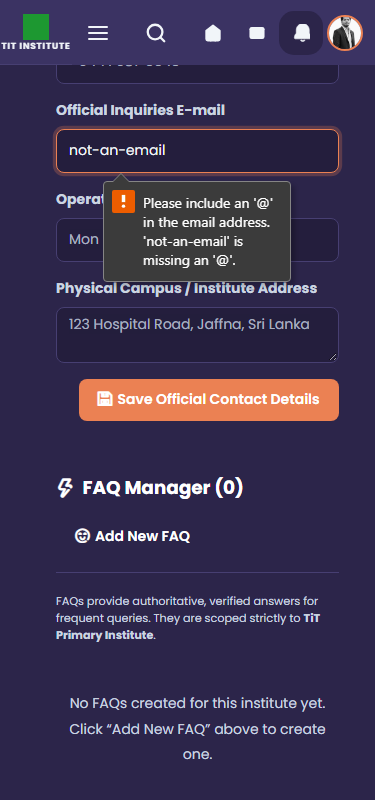 TIT INSTITUTE
Official Inquiries E-mail
not-an-email
Please include an '@'
in the email address.
'not-an-email' is
missing an '@'.
Operat
Mon
Physical Campus / Institute Address
123 Hospital Road, Jaffna, Sri Lanka
Save Official Contact Details
FAQ Manager (0)
Add New FAQ
FAQs provide authoritative, verified answers for
frequent queries. They are scoped strictly to TiT
Primary Institute.
No FAQs created for this institute yet.
Click “Add New FAQ” above to create
one.